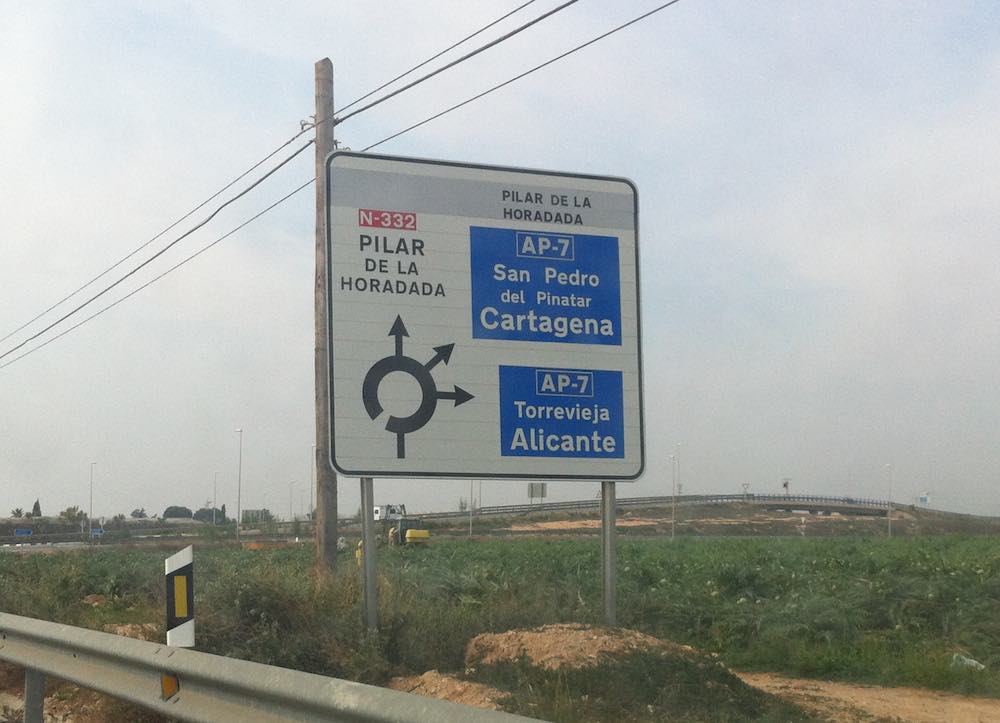 PILAR DE LA
HORADADA
N-332
PILAR
DE LA
HORADADA
AP-7
San Pedro
del Pinatar
Cartagena
AP-7
Torrevieja
Alicante